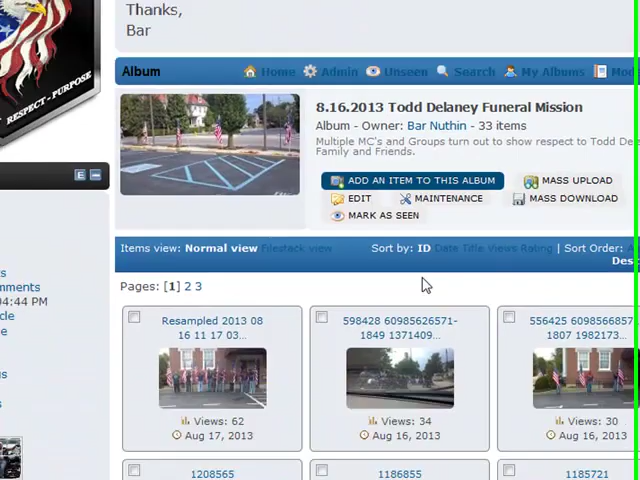 Thanks,
Bar
RESPECT - PURPOSE
Album Home Admin Unseen Search My Albums Mod
8.16.2013 Todd Delaney Funeral Mission
Album - Owner: Bar Nuthin - 33 items
Multiple MC's and Groups turn out to show respect to Todd De
Family and Friends.
ADD AN ITEM TO THIS ALBUM MASS UPLOAD
EDIT MAINTENANCE MASS DOWNLOAD
MARK AS SEEN
E
Items view: Normal view Filestack view Sort by: ID Date Title Views Rating | Sort Order:
Desc
Pages: [1] 2 3
s
mments
04:44 PM
cle
e
s
s
Resampled 2013 08
16 11 17 03...
598428 60985626571-
1849 1371409...
556425 6098566857-
1807 1982173...
Views: 62
Views: 34
Views: 30
Aug 17, 2013
Aug 16, 2013
Aug 16, 2013
1208565
1186855
1185721